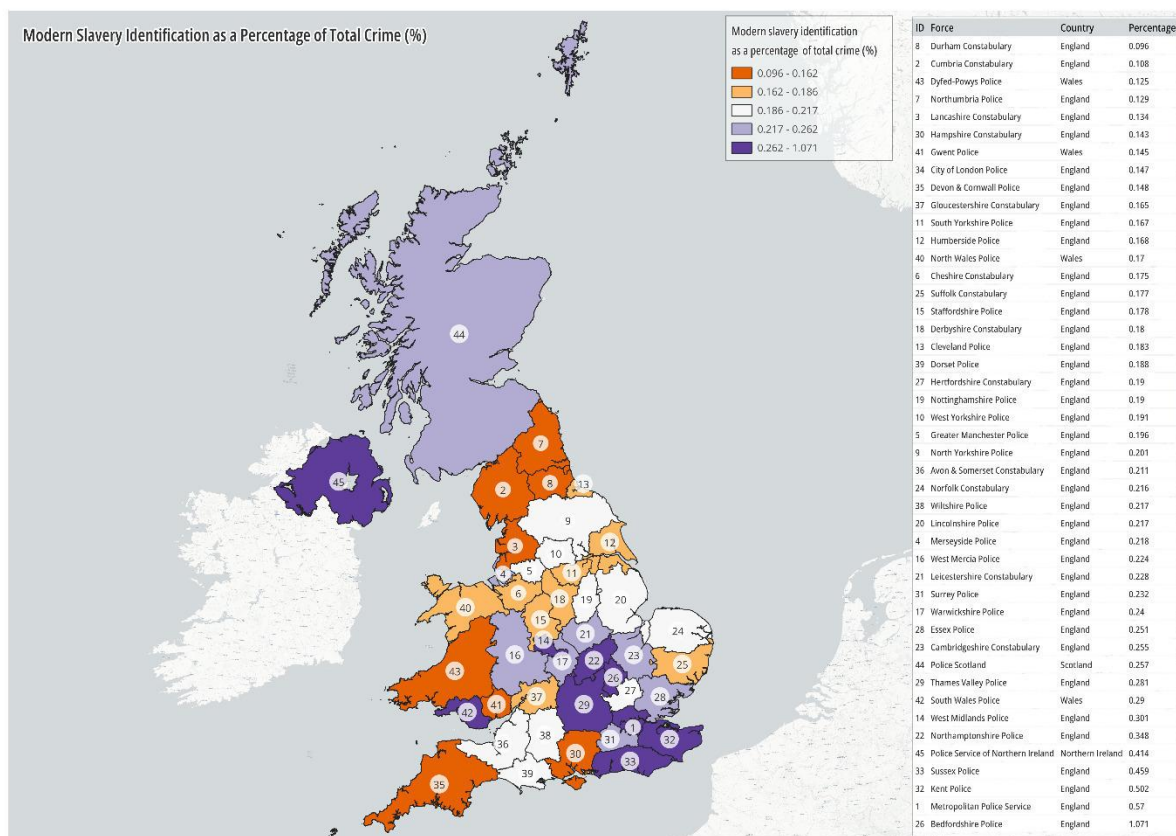 Modern Slavery Identification as a Percentage of Total Crime (%)
Modern slavery identification
as a percentage of total crime (%)
0.096 - 0.162
0.162 - 0.186
0.186 - 0.217
0.217 - 0.262
0.262 - 1.071
ID Force Country Percentage
8 Durham Constabulary England 0.096
2 Cumbria Constabulary England 0.108
43 Dyfed-Powys Police Wales 0.125
7 Northumbria Police England 0.129
3 Lancashire Constabulary England 0.134
30 Hampshire Constabulary England 0.143
41 Gwent Police Wales 0.145
34 City of London Police England 0.147
35 Devon & Cornwall Police England 0.148
37 Gloucestershire Constabulary England 0.165
11 South Yorkshire Police England 0.167
12 Humberside Police England 0.168
40 North Wales Police Wales 0.17
6 Cheshire Constabulary England 0.175
25 Suffolk Constabulary England 0.177
15 Staffordshire Police England 0.178
18 Derbyshire Constabulary England 0.18
13 Cleveland Police England 0.183
39 Dorset Police England 0.188
27 Hertfordshire Constabulary England 0.19
19 Nottinghamshire Police England 0.19
10 West Yorkshire Police England 0.191
5 Greater Manchester Police England 0.196
9 North Yorkshire Police England 0.201
36 Avon & Somerset Constabulary England 0.211
24 Norfolk Constabulary England 0.216
38 Wiltshire Police England 0.217
20 Lincolnshire Police England 0.217
4 Merseyside Police England 0.218
16 West Mercia Police England 0.224
21 Leicestershire Constabulary England 0.228
31 Surrey Police England 0.232
17 Warwickshire Police England 0.24
28 Essex Police England 0.251
23 Cambridgeshire Constabulary England 0.255
44 Police Scotland Scotland 0.257
29 Thames Valley Police England 0.281
42 South Wales Police Wales 0.29
14 West Midlands Police England 0.301
22 Northamptonshire Police England 0.348
45 Police Service of Northern Ireland Northern Ireland 0.414
33 Sussex Police England 0.459
32 Kent Police England 0.502
1 Metropolitan Police Service England 0.57
26 Bedfordshire Police England 1.071
44
7
45
2
8
13
9
3
10
12
4
5
11
6
18
19
20
40
15
24
14
21
16
17
22
23
25
43
26
27
28
37
41
29
42
1
38
36
31
32
30
33
39
35